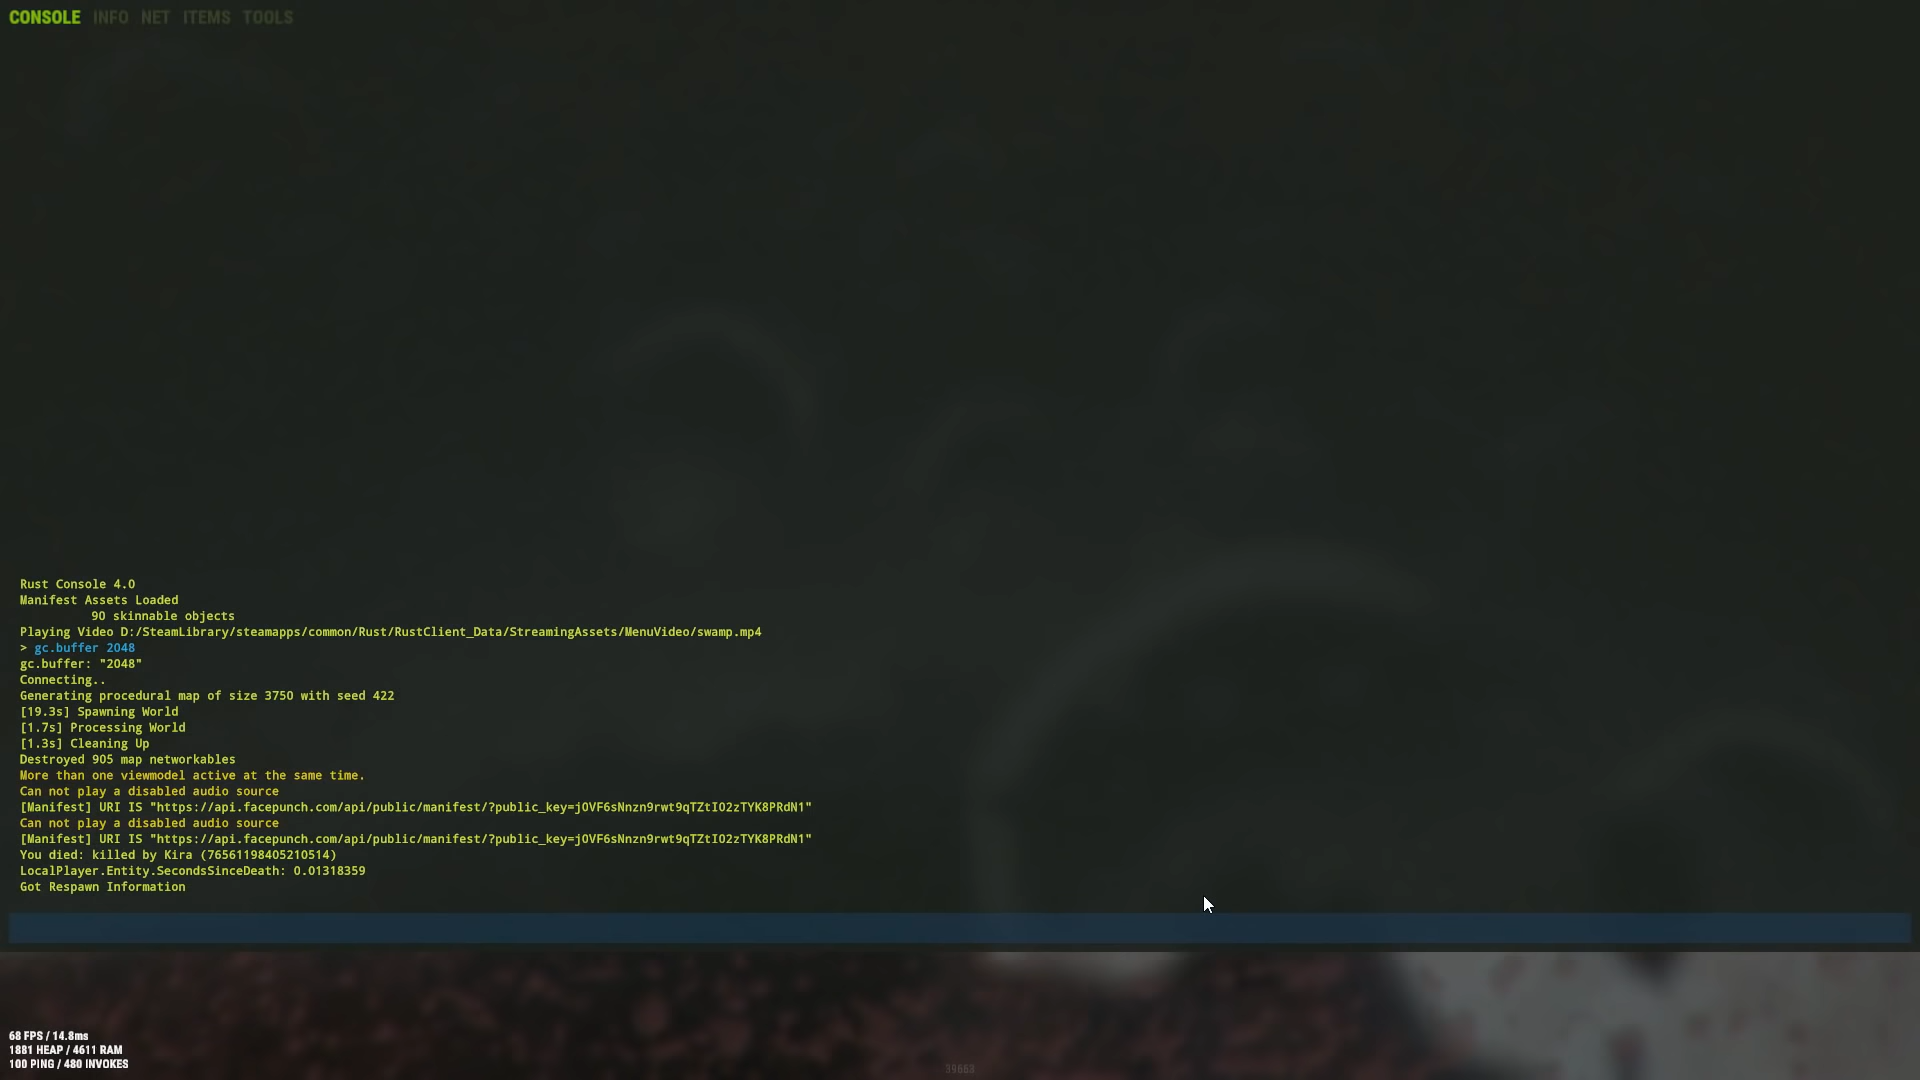 CONSOLE INFO NET ITEMS TOOLS
Rust Console 4.0
Manifest Assets Loaded
90 skinnable objects
Playing Video D:/SteamLibrary/steamapps/common/Rust/RustClient_Data/StreamingAssets/MenuVideo/swamp.mp4
> gc.buffer 2048
gc.buffer: "2048"
Connecting..
Generating procedural map of size 3750 with seed 422
[19.3s] Spawning World
[1.7s] Processing World
[1.3s] Cleaning Up
Destroyed 905 map networkables
More than one viewmodel active at the same time.
Can not play a disabled audio source
[Manifest] URI IS "https://api.facepunch.com/api/public/manifest/?public_key=jOVF6sNnzn9rwt9qTZtIO2zTYK8PRdN1"
Can not play a disabled audio source
[Manifest] URI IS "https://api.facepunch.com/api/public/manifest/?public_key=jOVF6sNnzn9rwt9qTZtIO2zTYK8PRdN1"
You died: killed by Kira (76561198405210514)
LocalPlayer.Entity.SecondsSinceDeath: 0.01318359
Got Respawn Information
68 FPS / 14.8ms
1881 HEAP / 4611 RAM
100 PING / 480 INVOKES